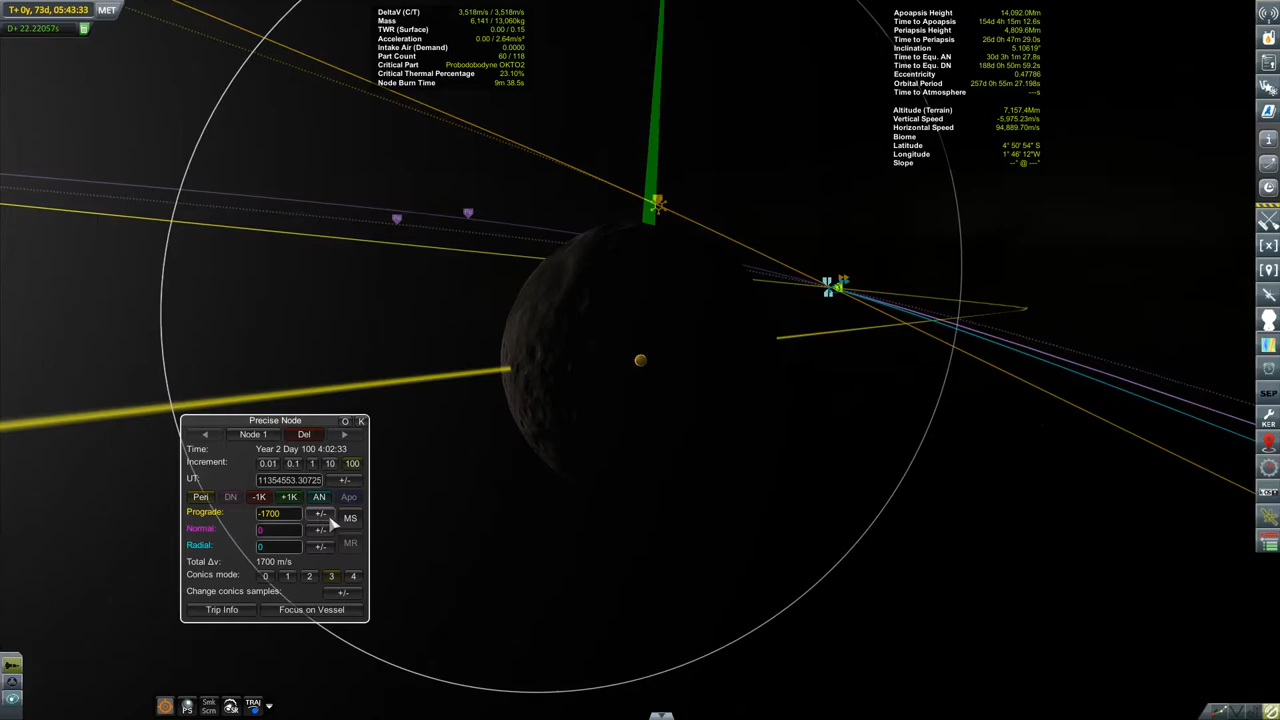 T+ 0y, 73d, 05:43:33 MET
D+ 22.22057s
DeltaV (C/T) 3,518m/s / 3,518m/s
Mass 6,141 / 13,060kg
TWR (Surface) 0.00 / 0.15
Acceleration 0.00 / 2.64m/s²
Intake Air (Demand) 0.0000
Part Count 60 / 118
Critical Part Probodobodyne OKTO2
Critical Thermal Percentage 23.10%
Node Burn Time 9m 38.5s
Apoapsis Height 14,092.0Mm
Time to Apoapsis 154d 4h 15m 12.6s
Periapsis Height 4,809.6Mm
Time to Periapsis 26d 0h 47m 29.0s
Inclination 5.10619°
Time to Equ. AN 30d 3h 1m 27.8s
Time to Equ. DN 188d 0h 50m 59.2s
Eccentricity 0.47786
Orbital Period 257d 0h 55m 27.198s
Time to Atmosphere ---s
Altitude (Terrain) 7,157.4Mm
Vertical Speed -5,975.23m/s
Horizontal Speed 94,889.70m/s
Biome
Latitude 4° 50' 54" S
Longitude 1° 46' 12"W
Slope --° @ ---°
Precise Node O K
Node 1 Del
Time: Year 2 Day 100 4:02:33
Increment: 0.01 0.1 1 10 100
UT: 11354553.30725 +/-
Peri DN -1K +1K AN Apo
Prograde: -1700 +/- MS
Normal: 0 +/-
Radial: 0 +/- MR
Total Δv: 1700 m/s
Conics mode: 0 1 2 3 4
Change conics samples: +/-
Trip Info Focus on Vessel
PS
Smk
Scrn
TRAJ
SEP
KER